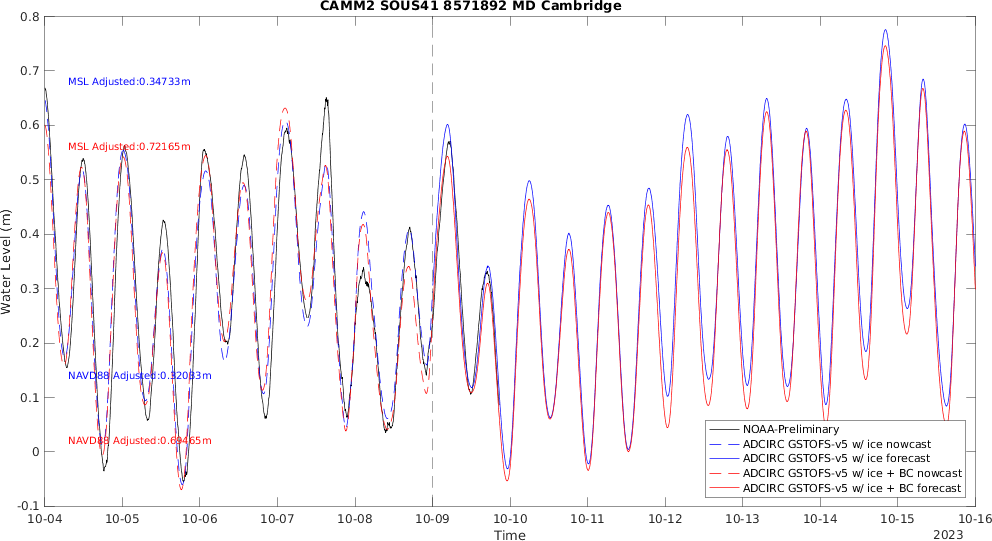 CAMM2 SOUS41 8571892 MD Cambridge
0.8
0.7
0.6
0.5
0.4
0.3
0.2
0.1
0
-0.1
Water Level (m)
MSL Adjusted:0.34733m
MSL Adjusted:0.72165m
NAVD88 Adjusted:0.32033m
NAVD88 Adjusted:0.69465m
NOAA-Preliminary
ADCIRC GSTOFS-v5 w/ ice nowcast
ADCIRC GSTOFS-v5 w/ ice forecast
ADCIRC GSTOFS-v5 w/ ice + BC nowcast
ADCIRC GSTOFS-v5 w/ ice + BC forecast
10-04 10-05 10-06 10-07 10-08 10-09 10-10 10-11 10-12 10-13 10-14 10-15 10-16
Time
2023